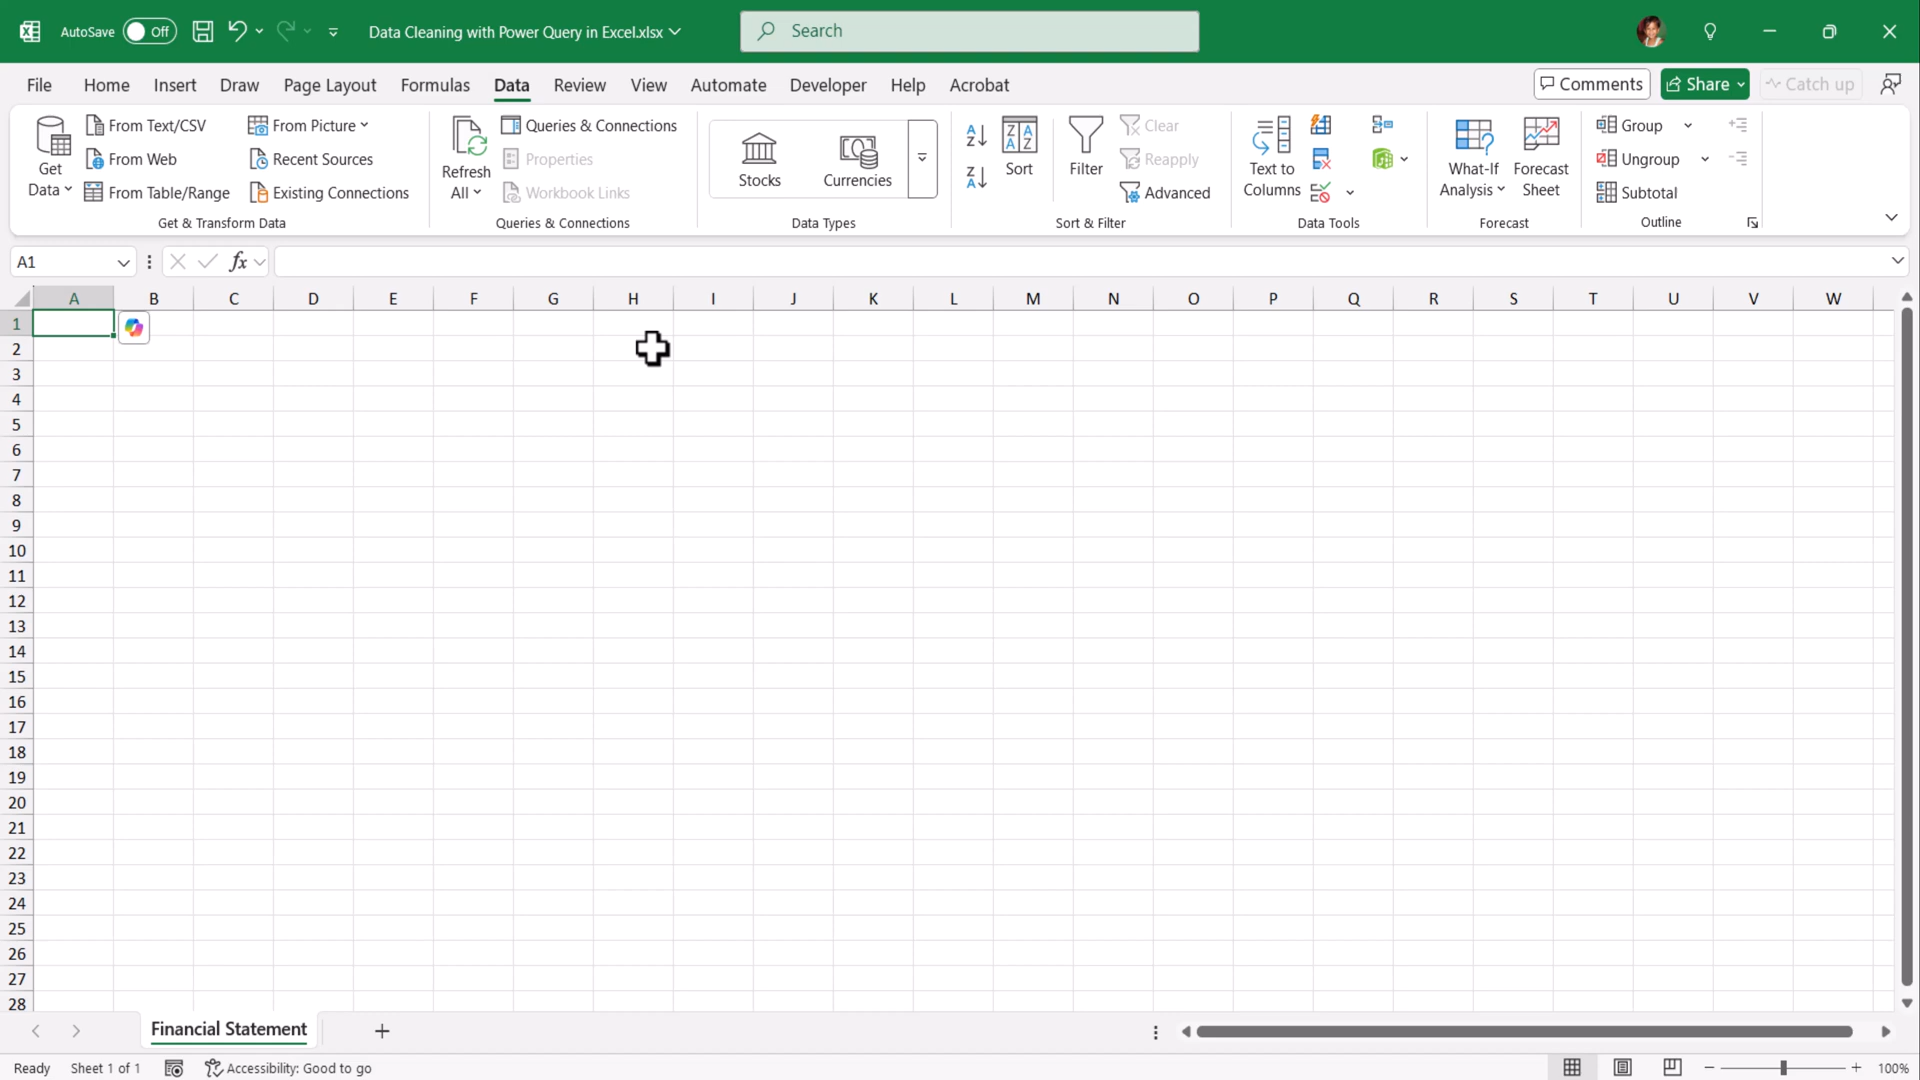 AutoSave Off Data Cleaning with Power Query in Excel.xlsx Search
File Home Insert Draw Page Layout Formulas Data Review View Automate Developer Help Acrobat Comments Share Catch up
Get Data
From Text/CSV
From Web
From Table/Range
From Picture
Recent Sources
Existing Connections
Get & Transform Data
Refresh All
Queries & Connections
Properties
Workbook Links
Queries & Connections
Stocks Currencies
Data Types
Sort
Filter
Clear
Reapply
Advanced
Sort & Filter
Text to Columns
Data Tools
What-If Analysis
Forecast Sheet
Forecast
Group
Ungroup
Subtotal
Outline
A1 fx
A B C D E F G H I J K L M N O P Q R S T U V W
1
2
3
4
5
6
7
8
9
10
11
12
13
14
15
16
17
18
19
20
21
22
23
24
25
26
27
28
Financial Statement
Ready Sheet 1 of 1 Accessibility: Good to go 100%